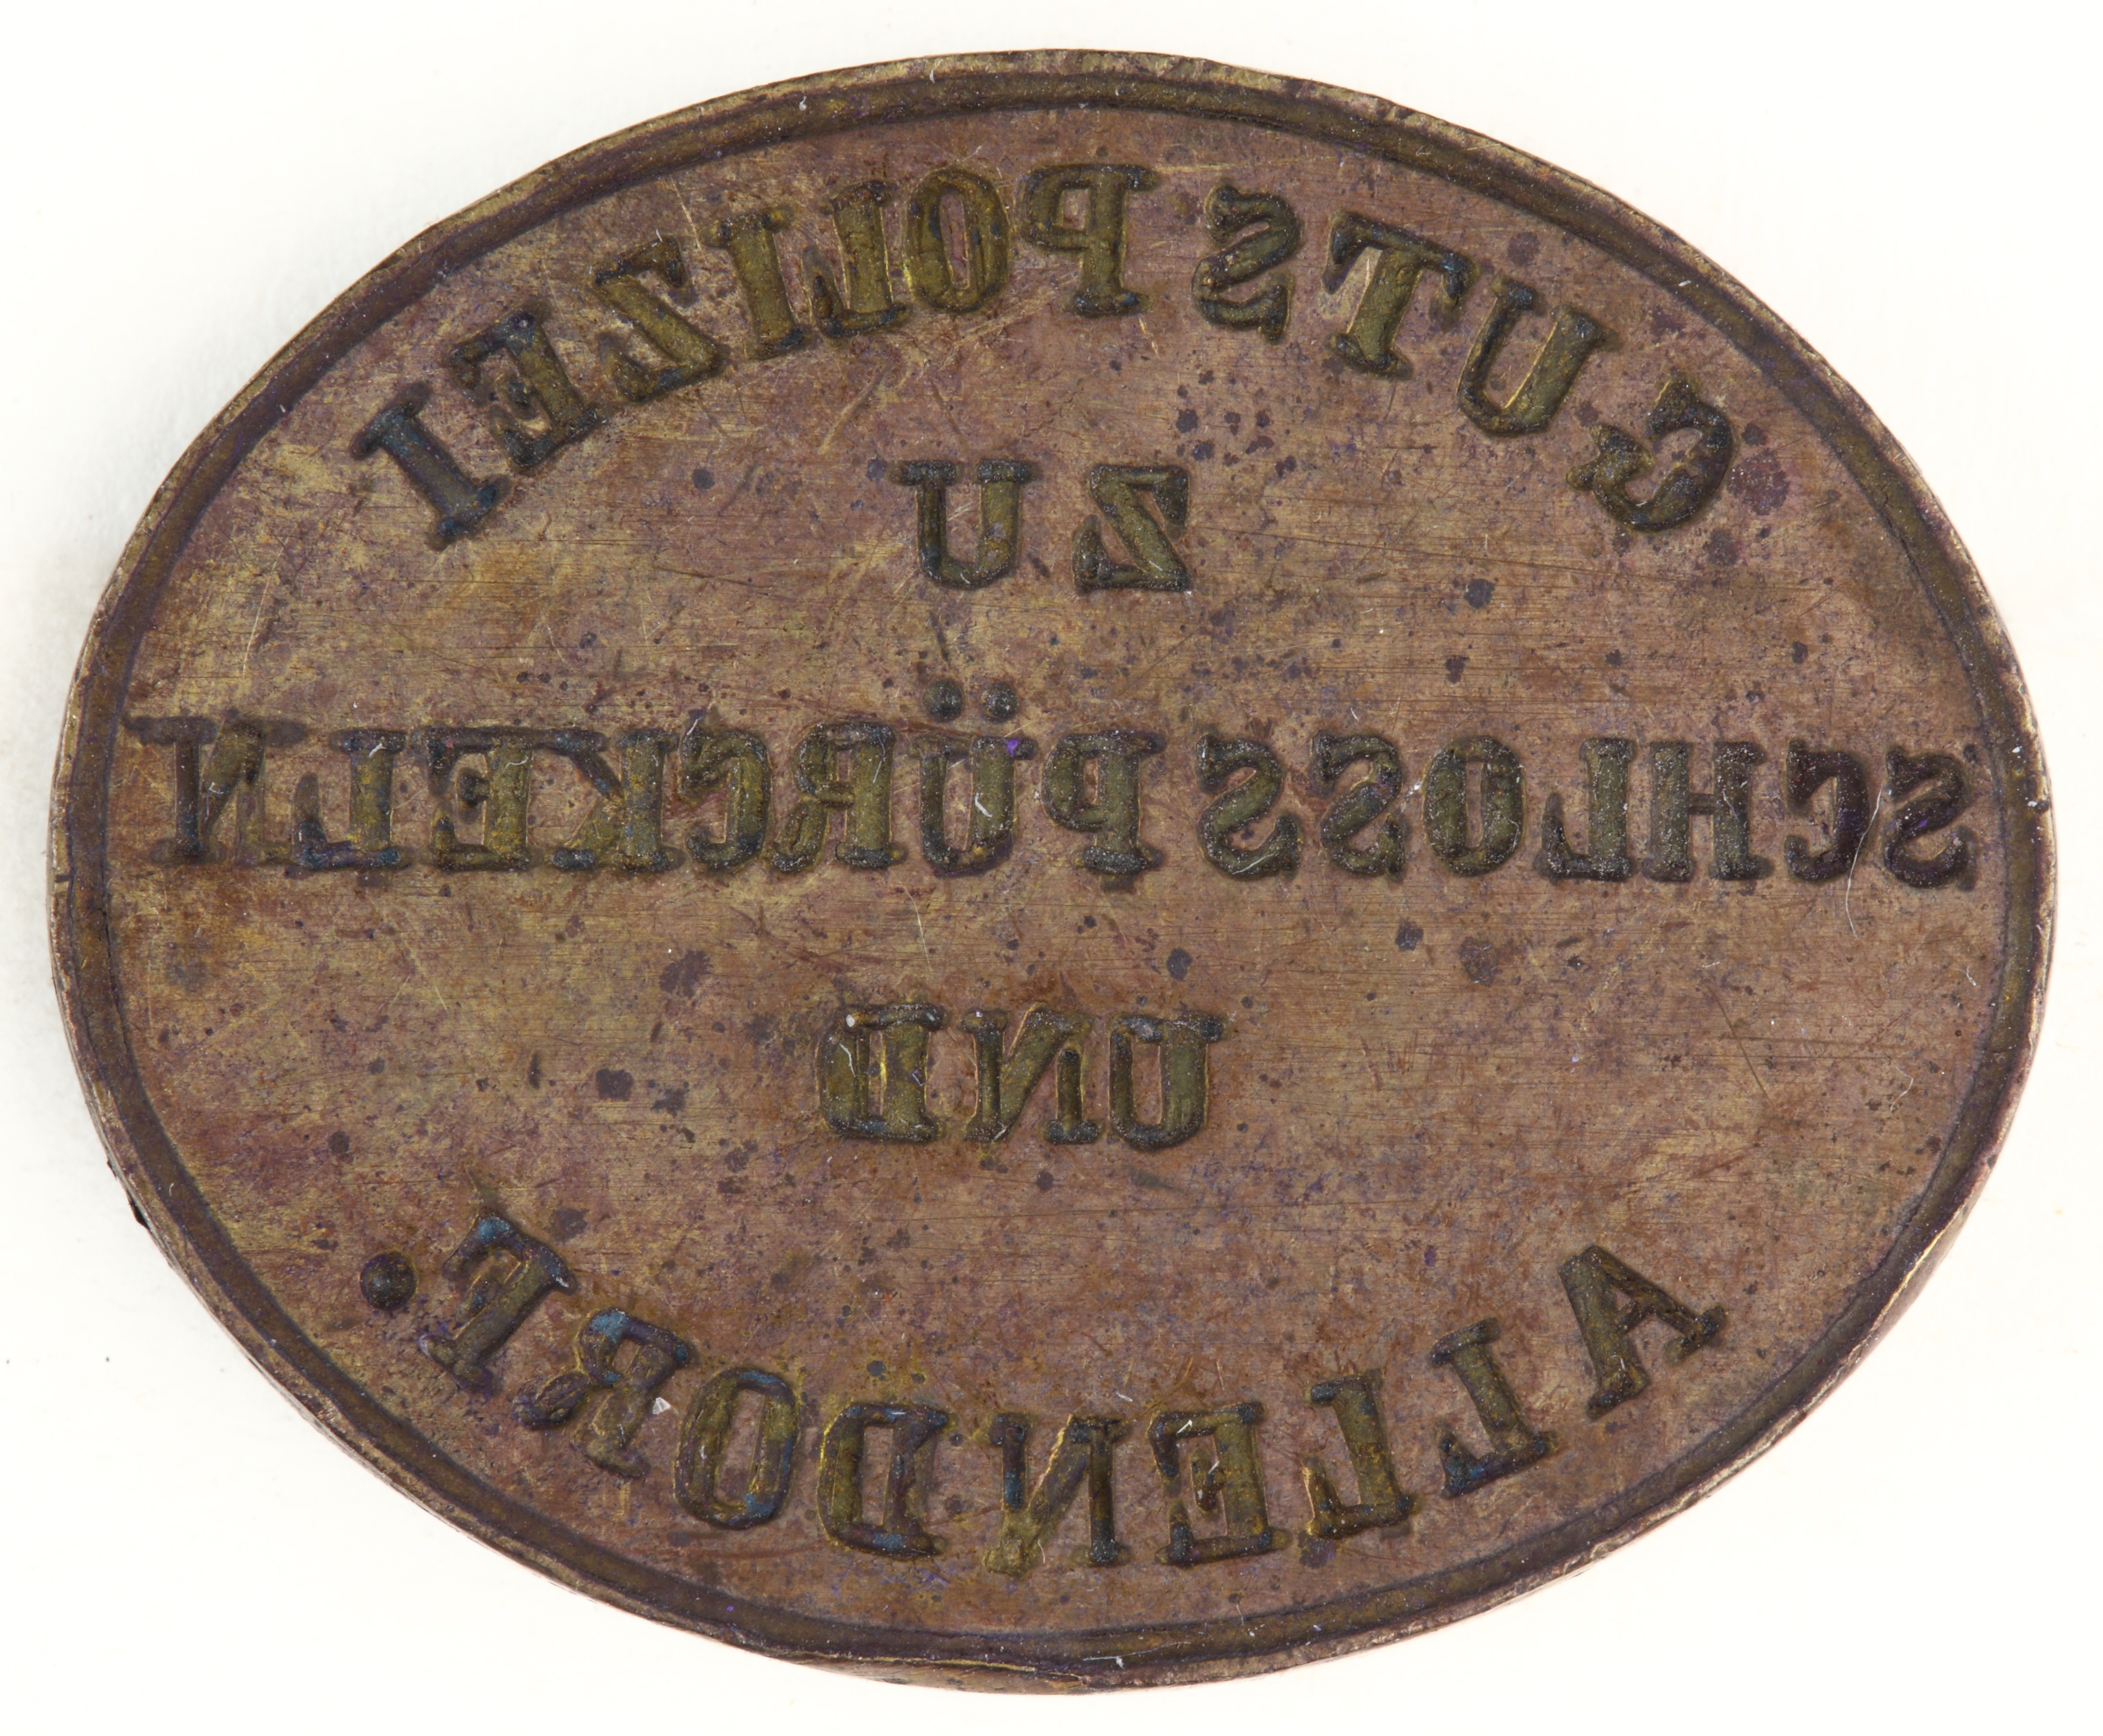 GUTS POLIZEI
ZU
SCHLOSS PÜRCKELN
UND
ALLENDORF.